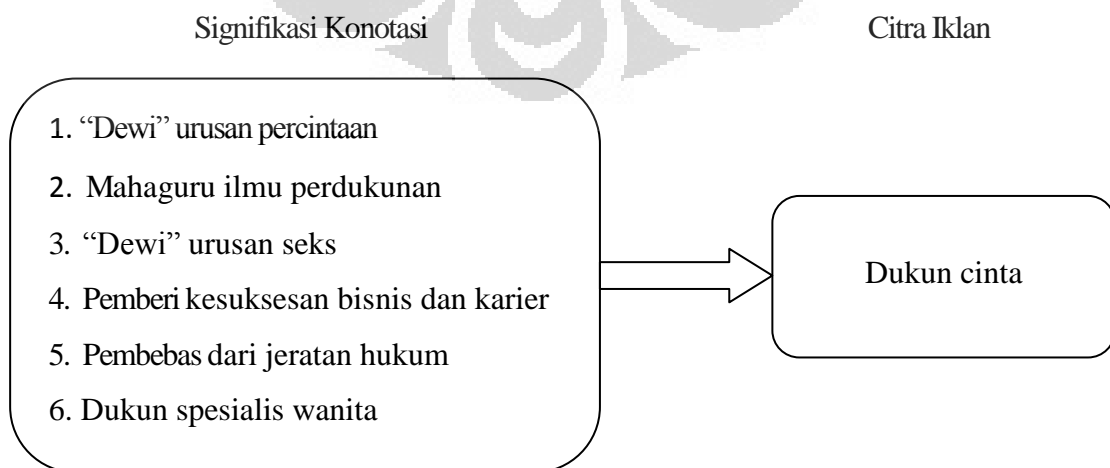 Signifikasi Konotasi
Citra Iklan
1. “Dewi” urusan percintaan
2. Mahaguru ilmu perdukunan
3. “Dewi” urusan seks
4. Pemberi kesuksesan bisnis dan karier
5. Pembebas dari jeratan hukum
6. Dukun spesialis wanita
Dukun cinta